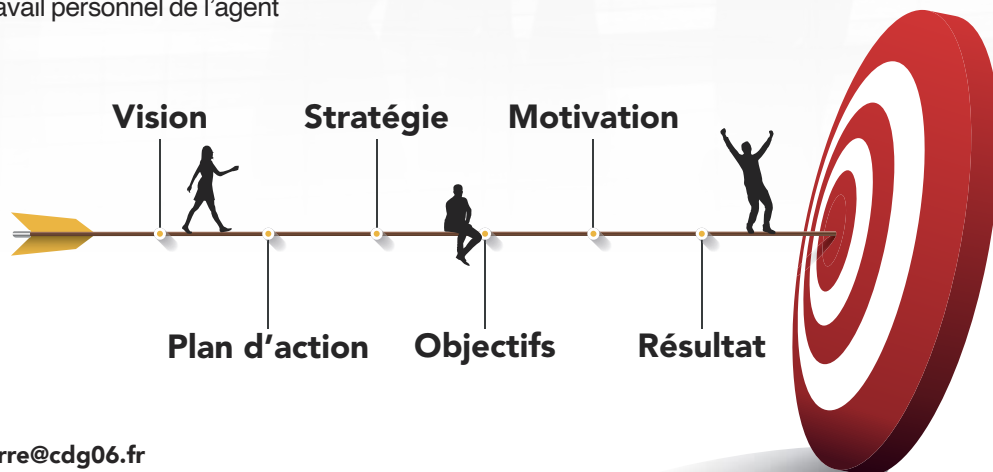 avail personnel de l'agent
Vision
Stratégie
Motivation
Plan d'action
Objectifs
Résultat
rre@cdg06.fr